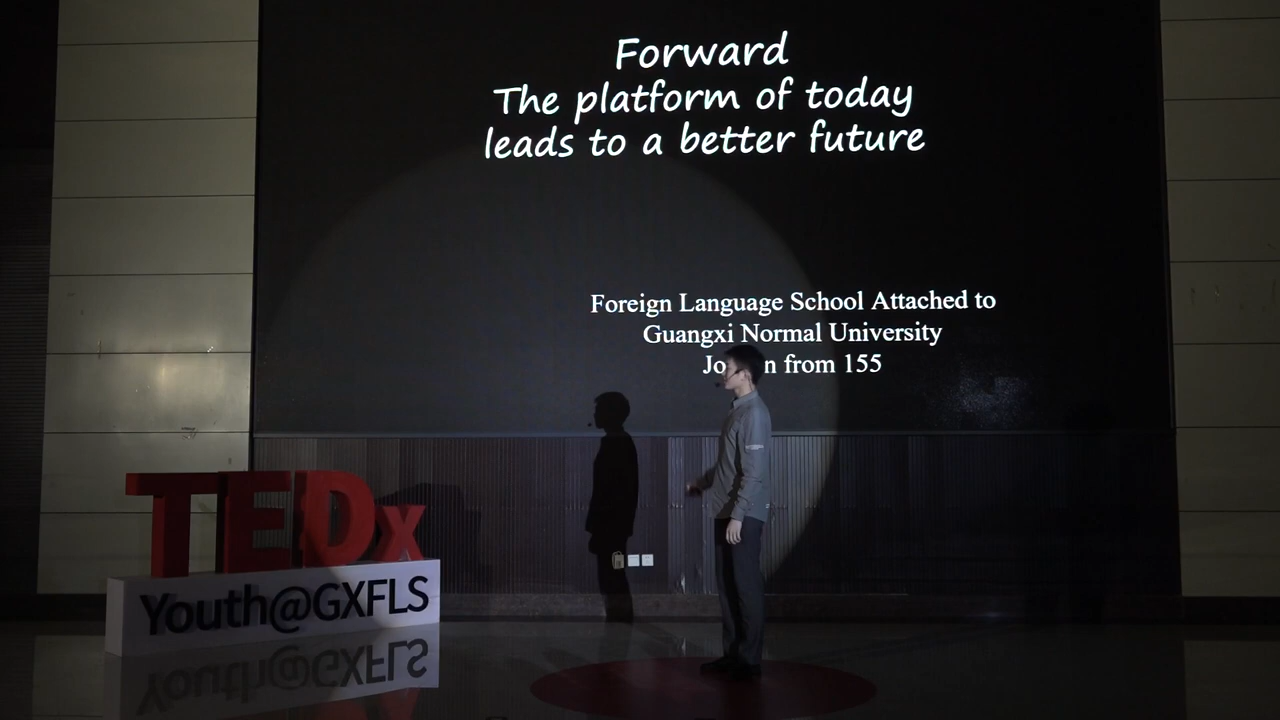 Forward
The platform of today
leads to a better future
Foreign Language School Attached to
Guangxi Normal University
from 155
TEDx
Youth@GXFLS